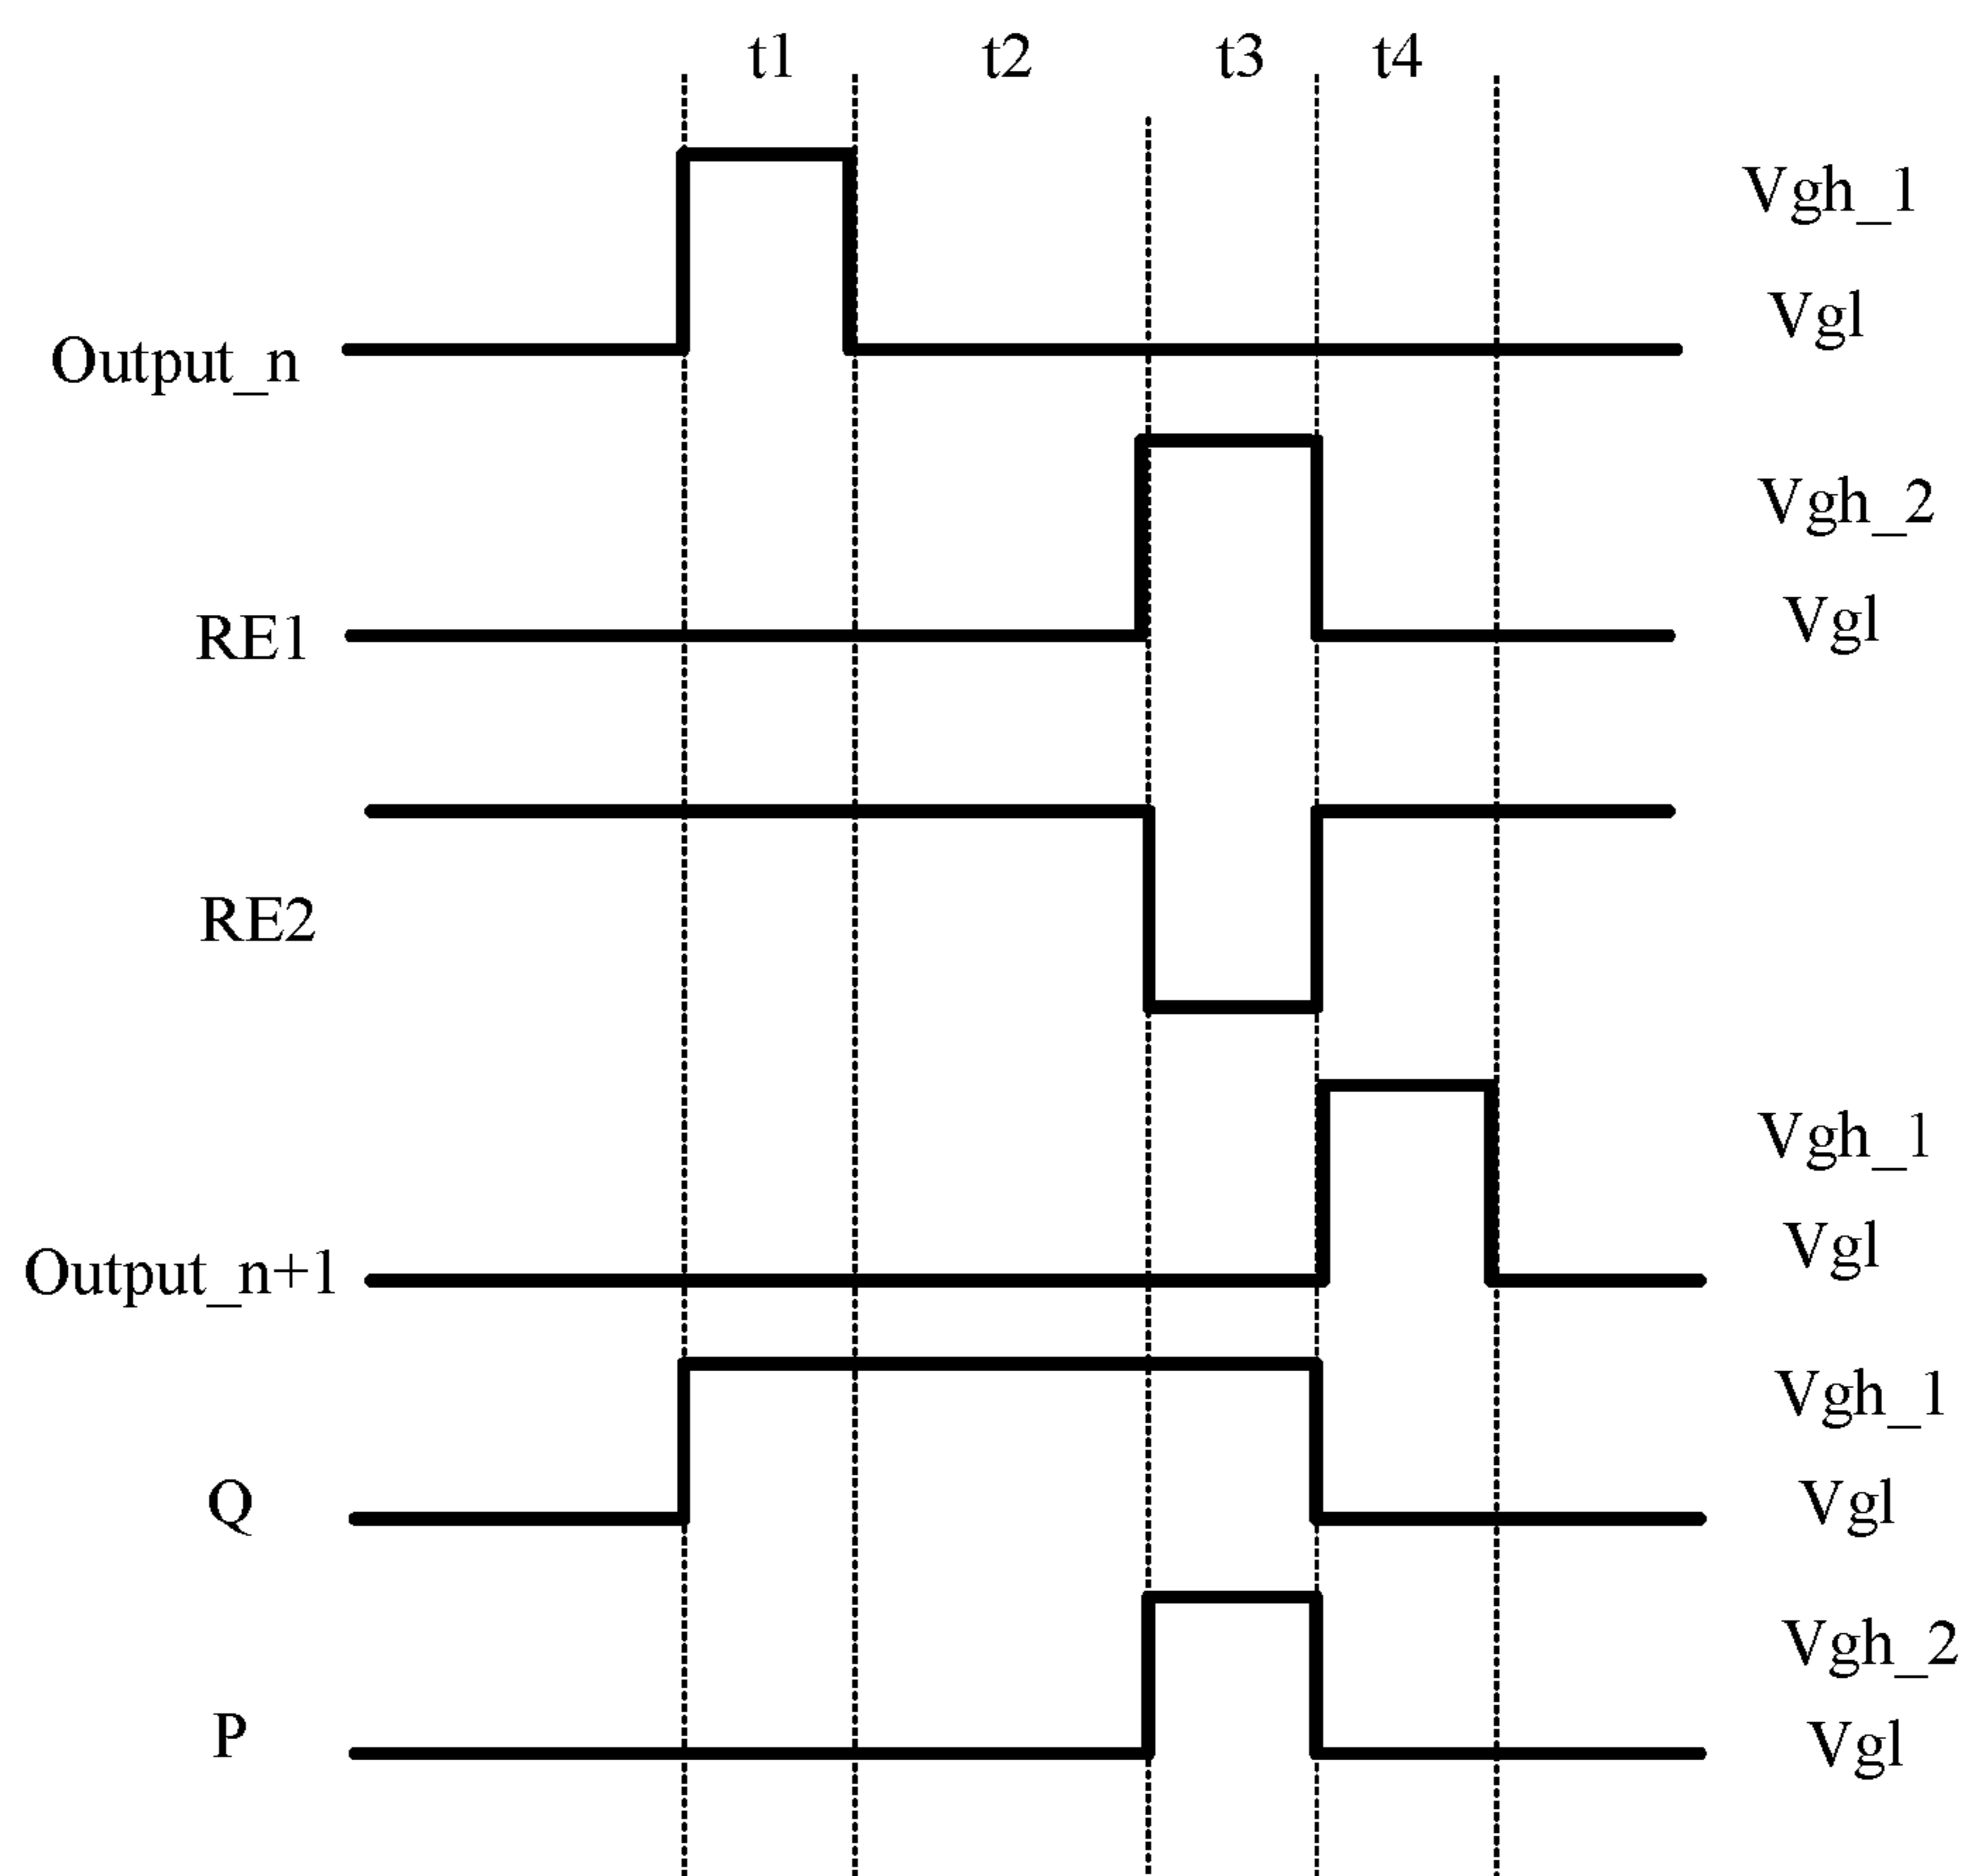 t1 t2 t3 t4
Vgh_1
Vgl
Output_n
Vgh_2
Vgl
RE1
RE2
Vgh_1
Vgl
Output_n+1
Vgh_1
Vgl
Q
Vgh_2
Vgl
P